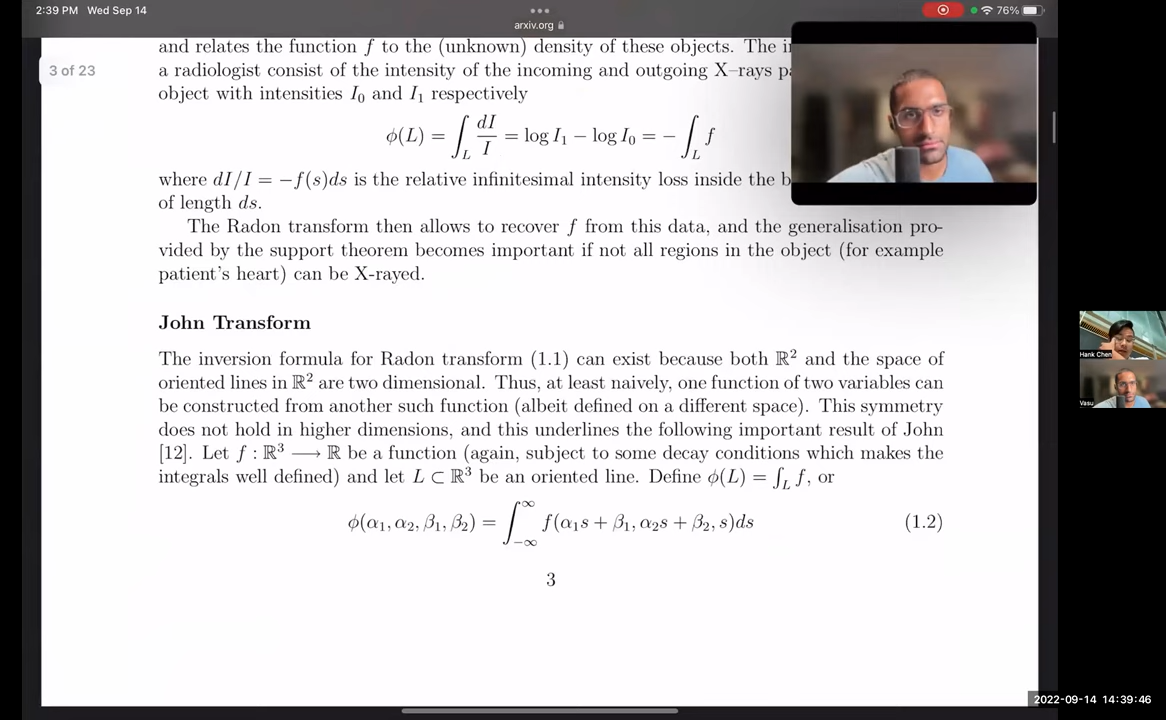 2:39 PM Wed Sep 14
arxiv.org
76%
3 of 23
and relates the function f to the (unknown) density of these objects. The
a radiologist consist of the intensity of the incoming and outgoing X–rays
object with intensities I₀ and I₁ respectively
ϕ(L) = ∫_L dI/I = log I₁ − log I₀ = − ∫_L f
where dI/I = −f(s)ds is the relative infinitesimal intensity loss inside the
of length ds.
The Radon transform then allows to recover f from this data, and the generalisation pro-
vided by the support theorem becomes important if not all regions in the object (for example
patient's heart) can be X-rayed.
John Transform
The inversion formula for Radon transform (1.1) can exist because both ℝ² and the space of
oriented lines in ℝ² are two dimensional. Thus, at least naively, one function of two variables can
be constructed from another such function (albeit defined on a different space). This symmetry
does not hold in higher dimensions, and this underlines the following important result of John
[12]. Let f : ℝ³ ⟶ ℝ be a function (again, subject to some decay conditions which makes the
integrals well defined) and let L ⊂ ℝ³ be an oriented line. Define ϕ(L) = ∫_L f, or
ϕ(α₁, α₂, β₁, β₂) = ∫_{−∞}^{∞} f(α₁s + β₁, α₂s + β₂, s)ds (1.2)
3
Hank Chen
Vasu
2022-09-14 14:39:46